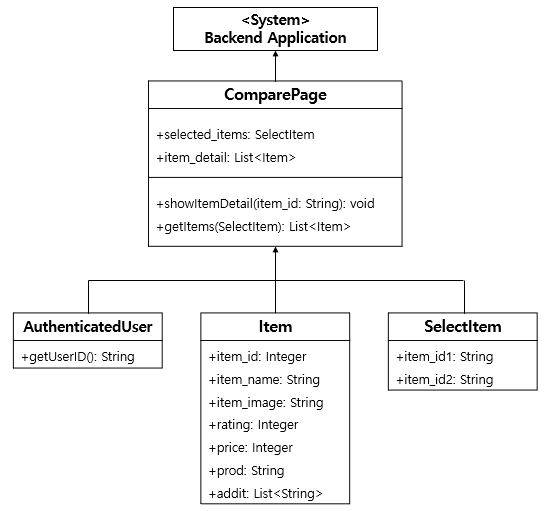 <System>
Backend Application
ComparePage
+selected_items: SelectItem
+item_detail: List<Item>
+showItemDetail(item_id: String): void
+getItems(SelectItem): List<Item>
AuthenticatedUser
+getUserID(): String
Item
+item_id: Integer
+item_name: String
+item_image: String
+rating: Integer
+price: Integer
+prod: String
+addit: List<String>
SelectItem
+item_id1: String
+item_id2: String